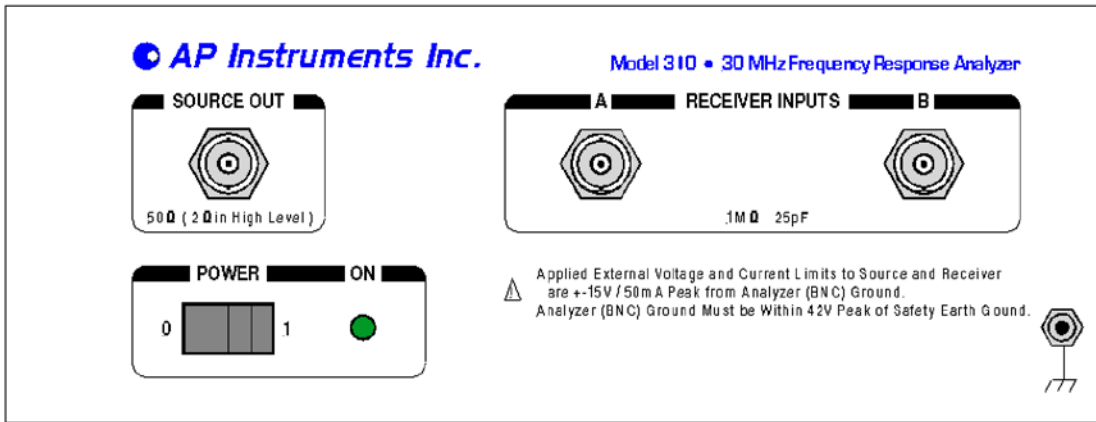 AP Instruments Inc.
Model 310 • 30 MHz Frequency Response Analyzer
SOURCE OUT
A RECEIVER INPUTS B
50Ω ( 2Ω in High Level )
1MΩ 25pF
POWER ON
0 1
Applied External Voltage and Current Limits to Source and Receiver
are +-15V / 50mA Peak from Analyzer (BNC) Ground.
Analyzer (BNC) Ground Must be Within 42V Peak of Safety Earth Gound.